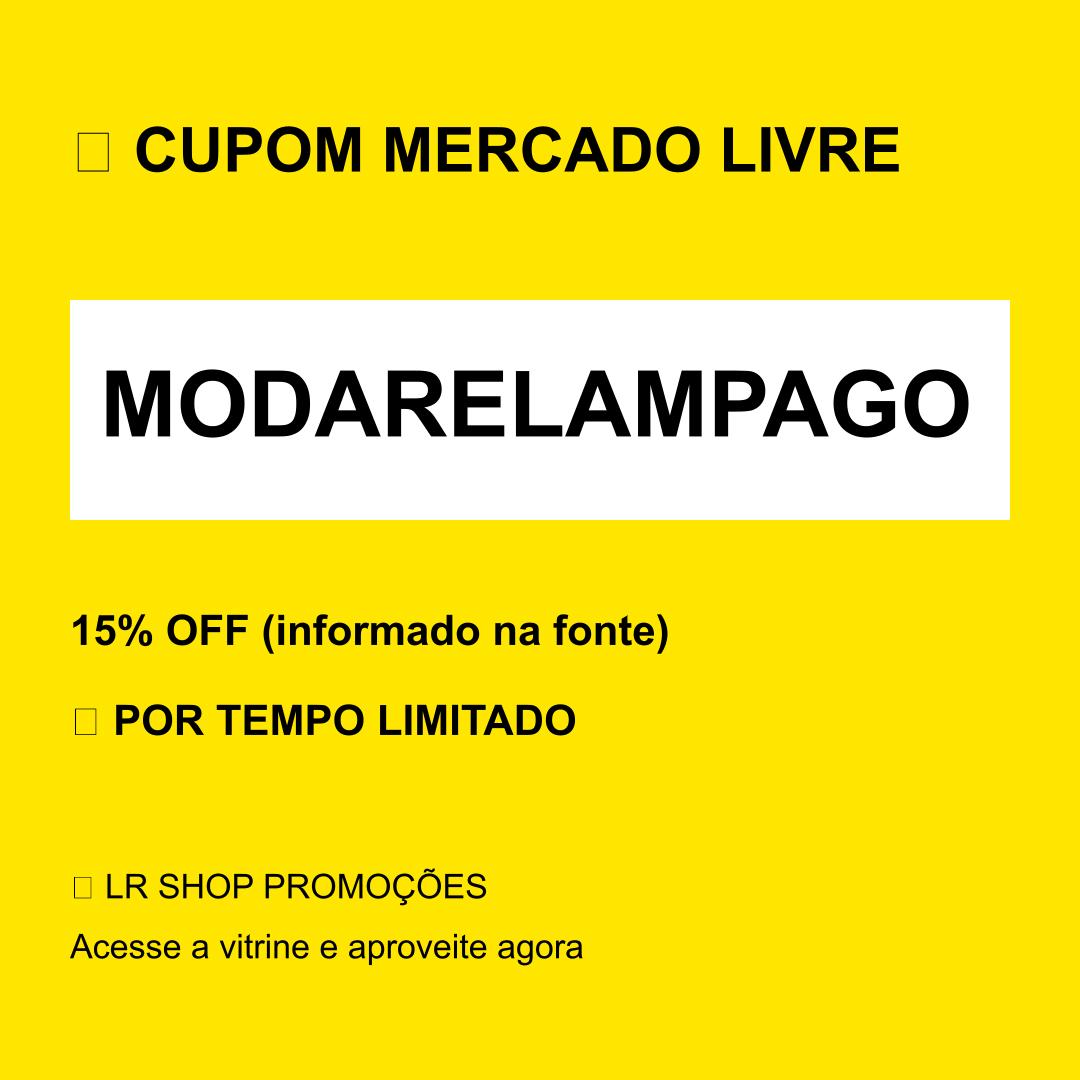 CUPOM MERCADO LIVRE
MODARELAMPAGO
15% OFF (informado na fonte)
POR TEMPO LIMITADO
LR SHOP PROMOÇÕES
Acesse a vitrine e aproveite agora